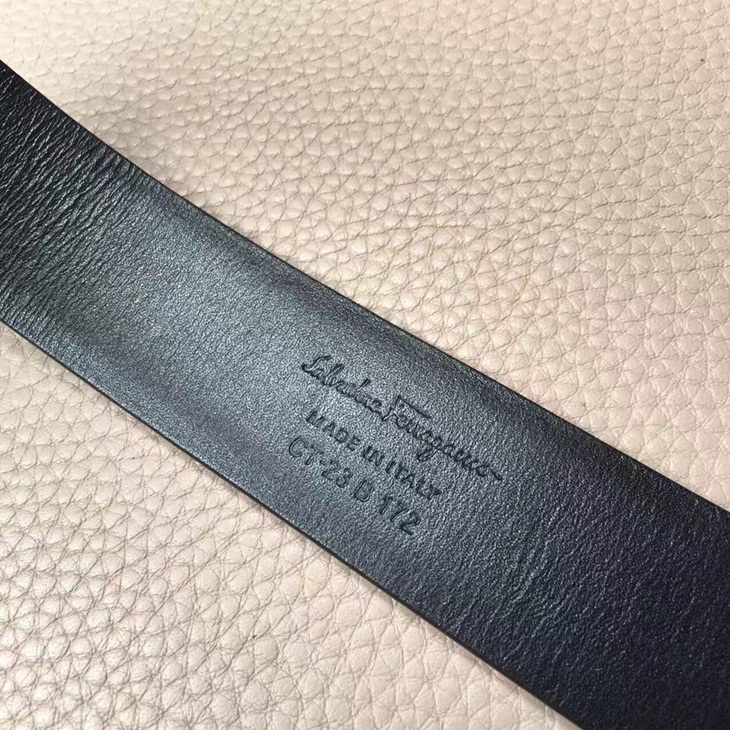 Salvatore Ferragamo
MADE IN ITALY
CT-23 B 172